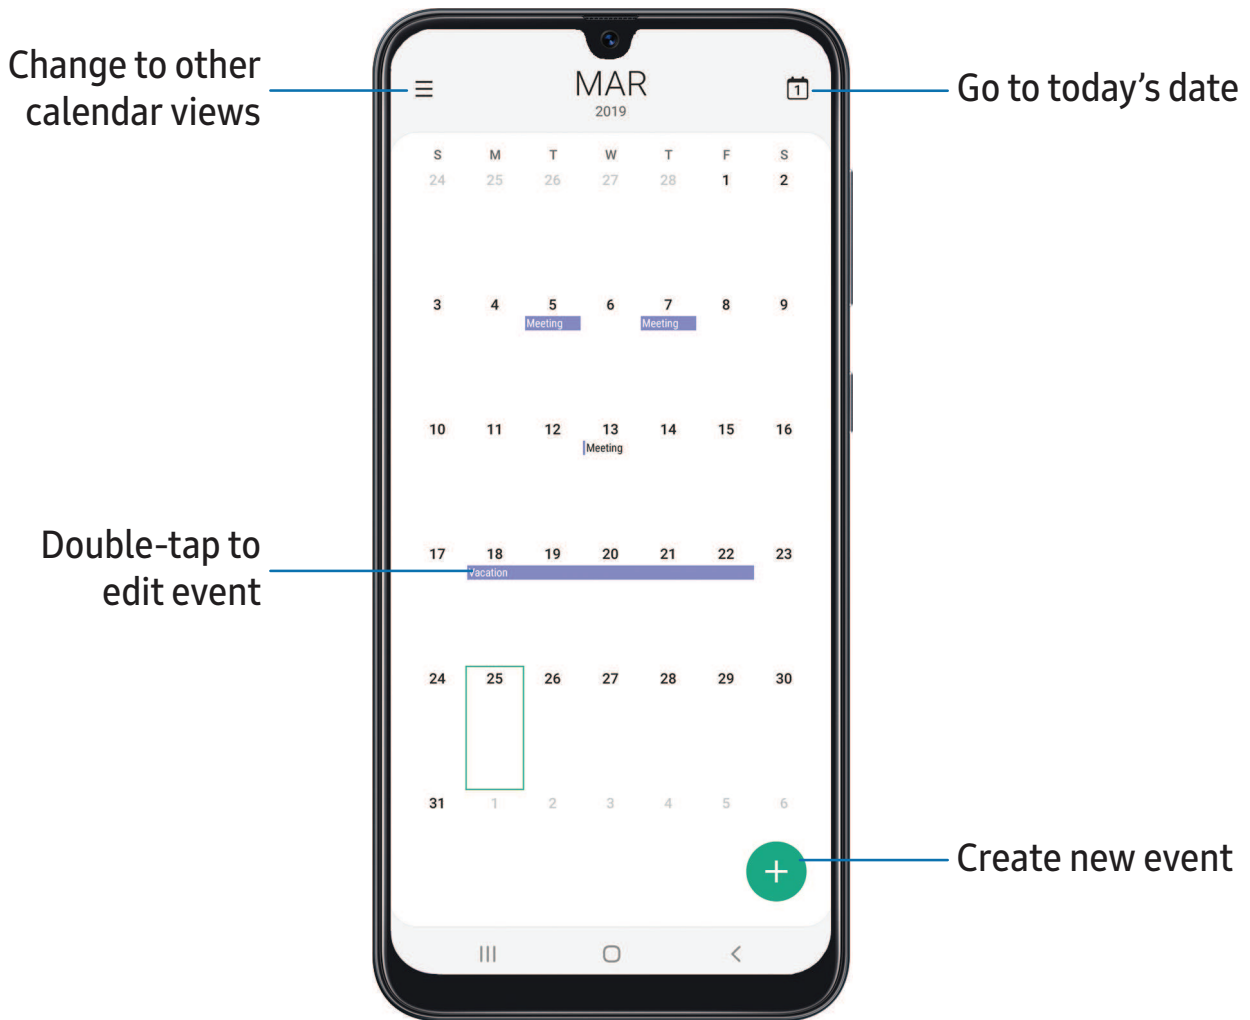 Change to other
calendar views
MAR
2019
1
Go to today's date
S M T W T F S
24 25 26 27 28 1 2
3 4 5 6 7 8 9
Meeting Meeting
10 11 12 13 14 15 16
Meeting
Double-tap to
edit event
17 18 19 20 21 22 23
Vacation
24 25 26 27 28 29 30
31 1 2 3 4 5 6
Create new event